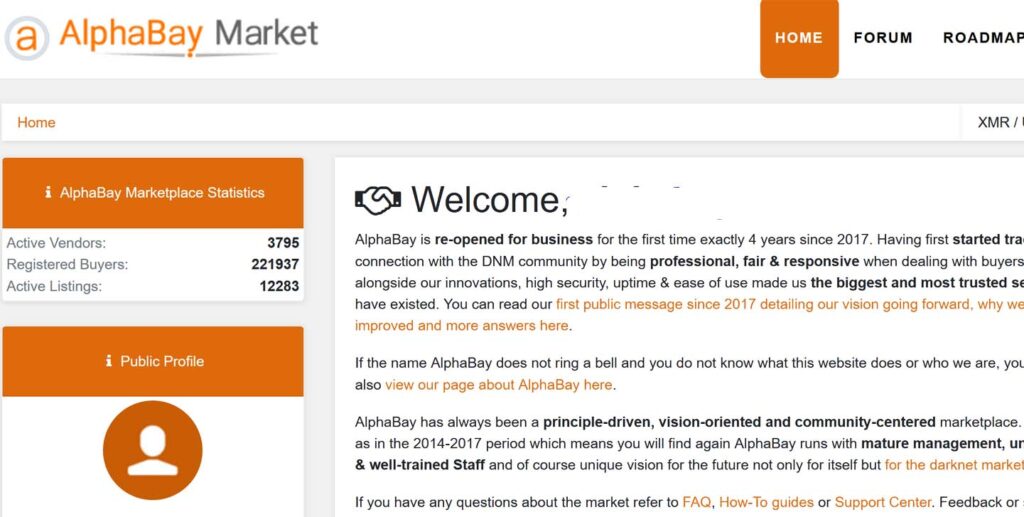 AlphaBay Market
HOME FORUM ROADMAP
Home
XMR /
AlphaBay Marketplace Statistics
Active Vendors: 3795
Registered Buyers: 221937
Active Listings: 12283
Public Profile
Welcome,
AlphaBay is re-opened for business for the first time exactly 4 years since 2017. Having first started
connection with the DNM community by being professional, fair & responsive when dealing with buyers
alongside our innovations, high security, uptime & ease of use made us the biggest and most trusted
have existed. You can read our first public message since 2017 detailing our vision going forward, why we
improved and more answers here.
If the name AlphaBay does not ring a bell and you do not know what this website does or who we are,
also view our page about AlphaBay here.
AlphaBay has always been a principle-driven, vision-oriented and community-centered marketplace.
as in the 2014-2017 period which means you will find again AlphaBay runs with mature management,
& well-trained Staff and of course unique vision for the future not only for itself but for the darknet market
If you have any questions about the market refer to FAQ, How-To guides or Support Center. Feedback or